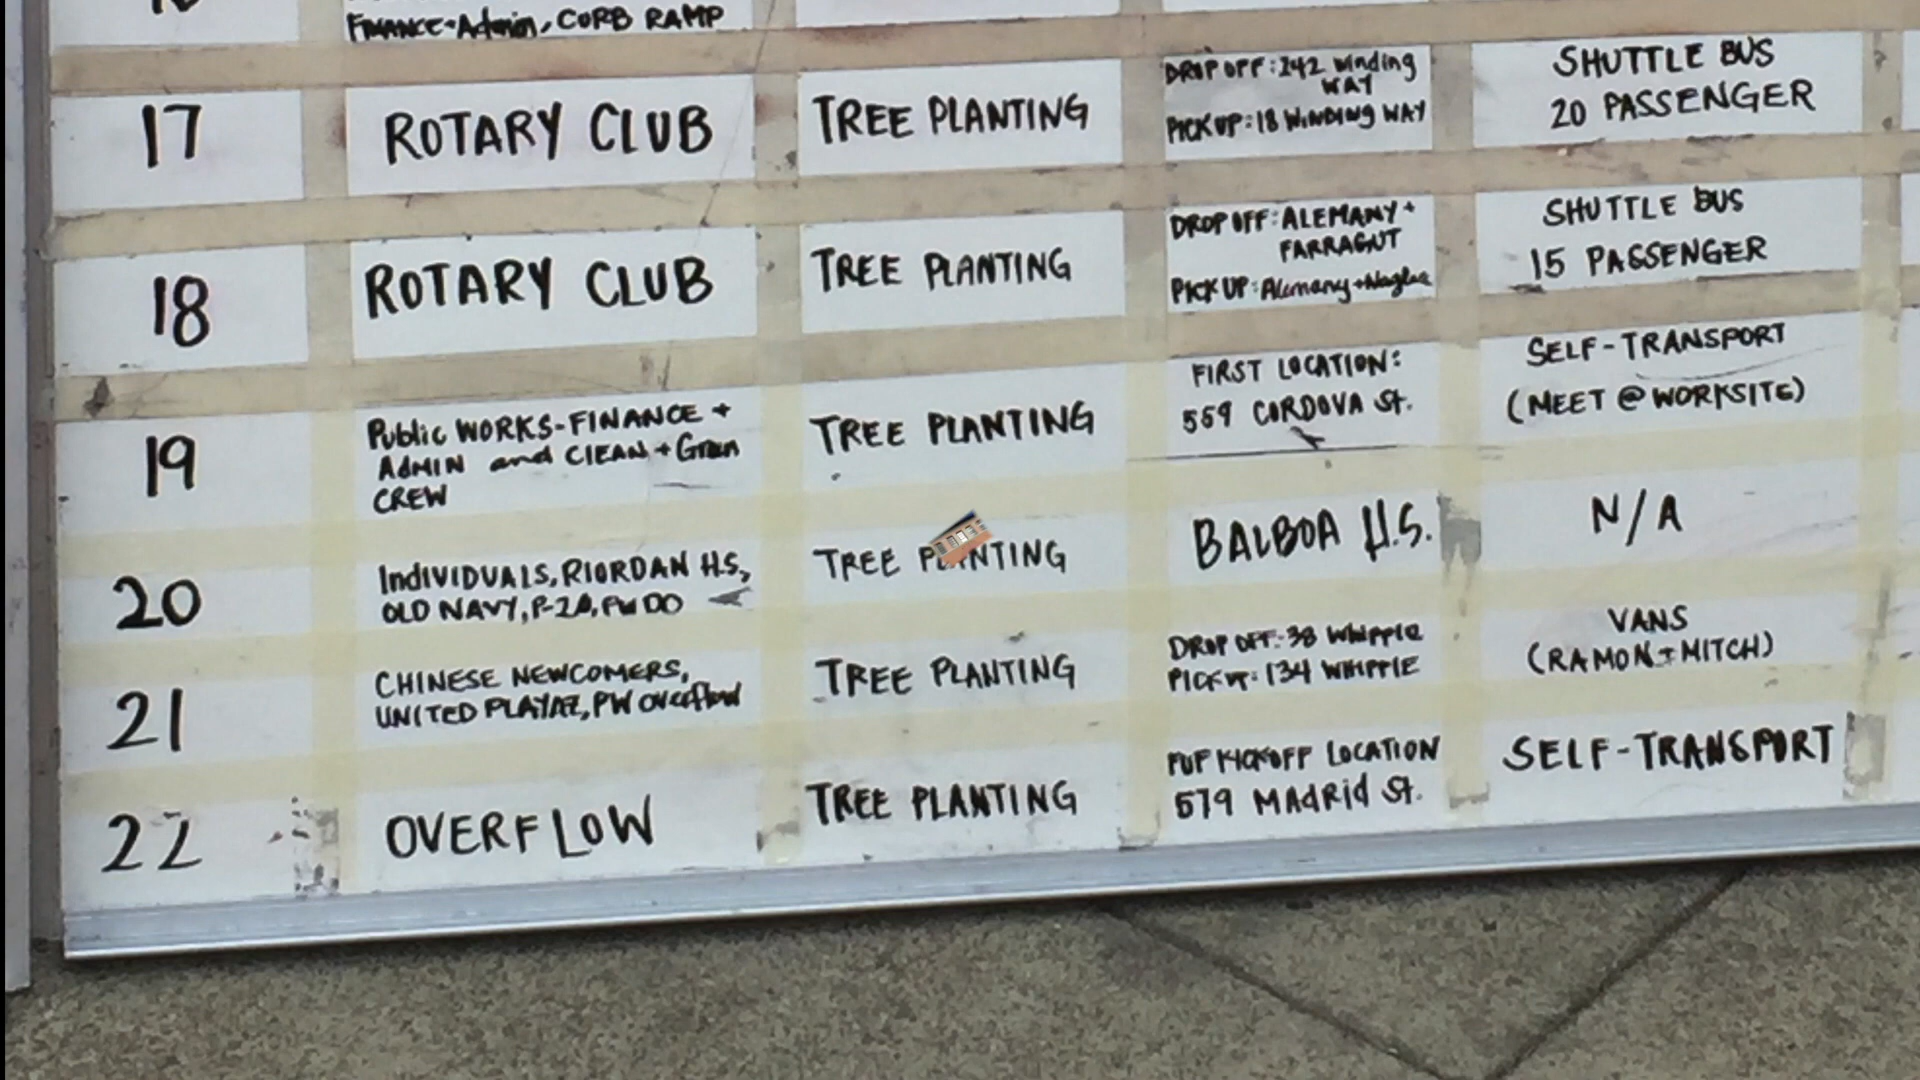 FINANCE-Admin, CURB RAMP
17
ROTARY CLUB
TREE PLANTING
DROP OFF: 242 Winding
WAY
PICKUP: 18 WINDING WAY
SHUTTLE BUS
20 PASSENGER
18
ROTARY CLUB
TREE PLANTING
DROP OFF: ALEMANY +
FARRAGUT
PICK UP: Alemany +
SHUTTLE BUS
15 PASSENGER
19
Public WORKS-FINANCE +
ADMIN and CLEAN + Green
CREW
TREE PLANTING
FIRST LOCATION:
559 CORDOVA St.
SELF-TRANSPORT
(MEET @ WORKSITE)
20
INDIVIDUALS, RIORDAN H.S,
OLD NAVY,
TREE PLANTING
BALBOA H.S.
N/A
21
CHINESE NEWCOMERS,
UNITED PLAYAZ, PW Overflow
TREE PLANTING
DROP OFF: 38 Whipple
PICKUP: 134 WHIPPLE
VANS
(RAMON + MITCH)
22
OVERFLOW
TREE PLANTING
KICKOFF LOCATION
579 MAdRid St.
SELF-TRANSPORT